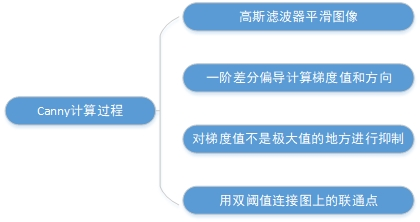 高斯滤波器平滑图像
一阶差分偏导计算梯度值和方向
Canny计算过程
对梯度值不是极大值的地方进行抑制
用双阈值连接图上的联通点